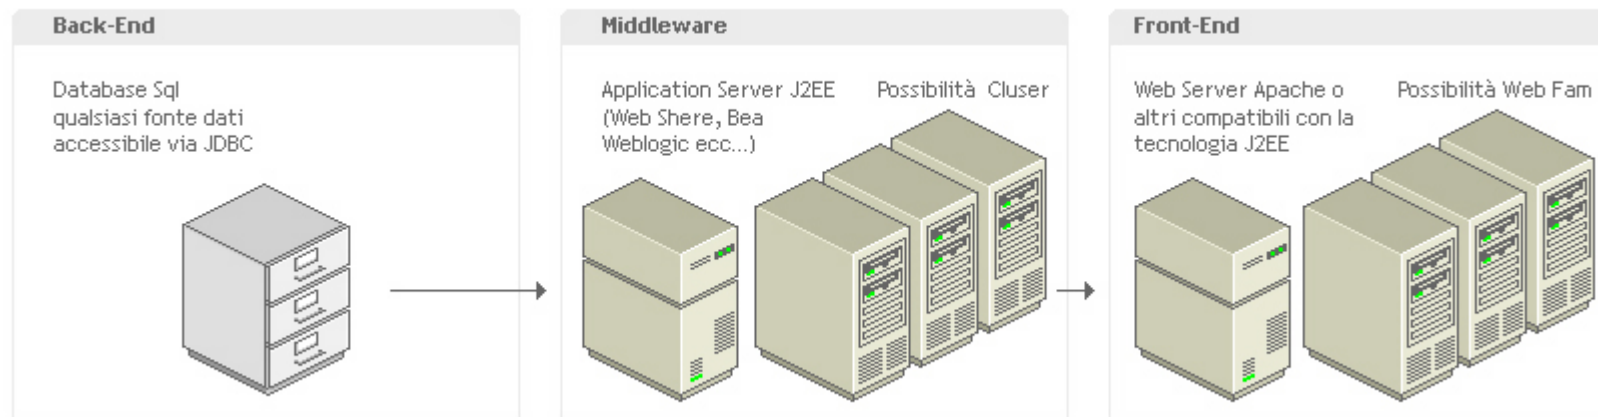 Back-End
Database Sql
qualsiasi fonte dati
accessibile via JDBC
Middleware
Application Server J2EE
(Web Shere, Bea
Weblogic ecc...)
Possibilità Cluser
Front-End
Web Server Apache o
altri compatibili con la
tecnologia J2EE
Possibilità Web Fam